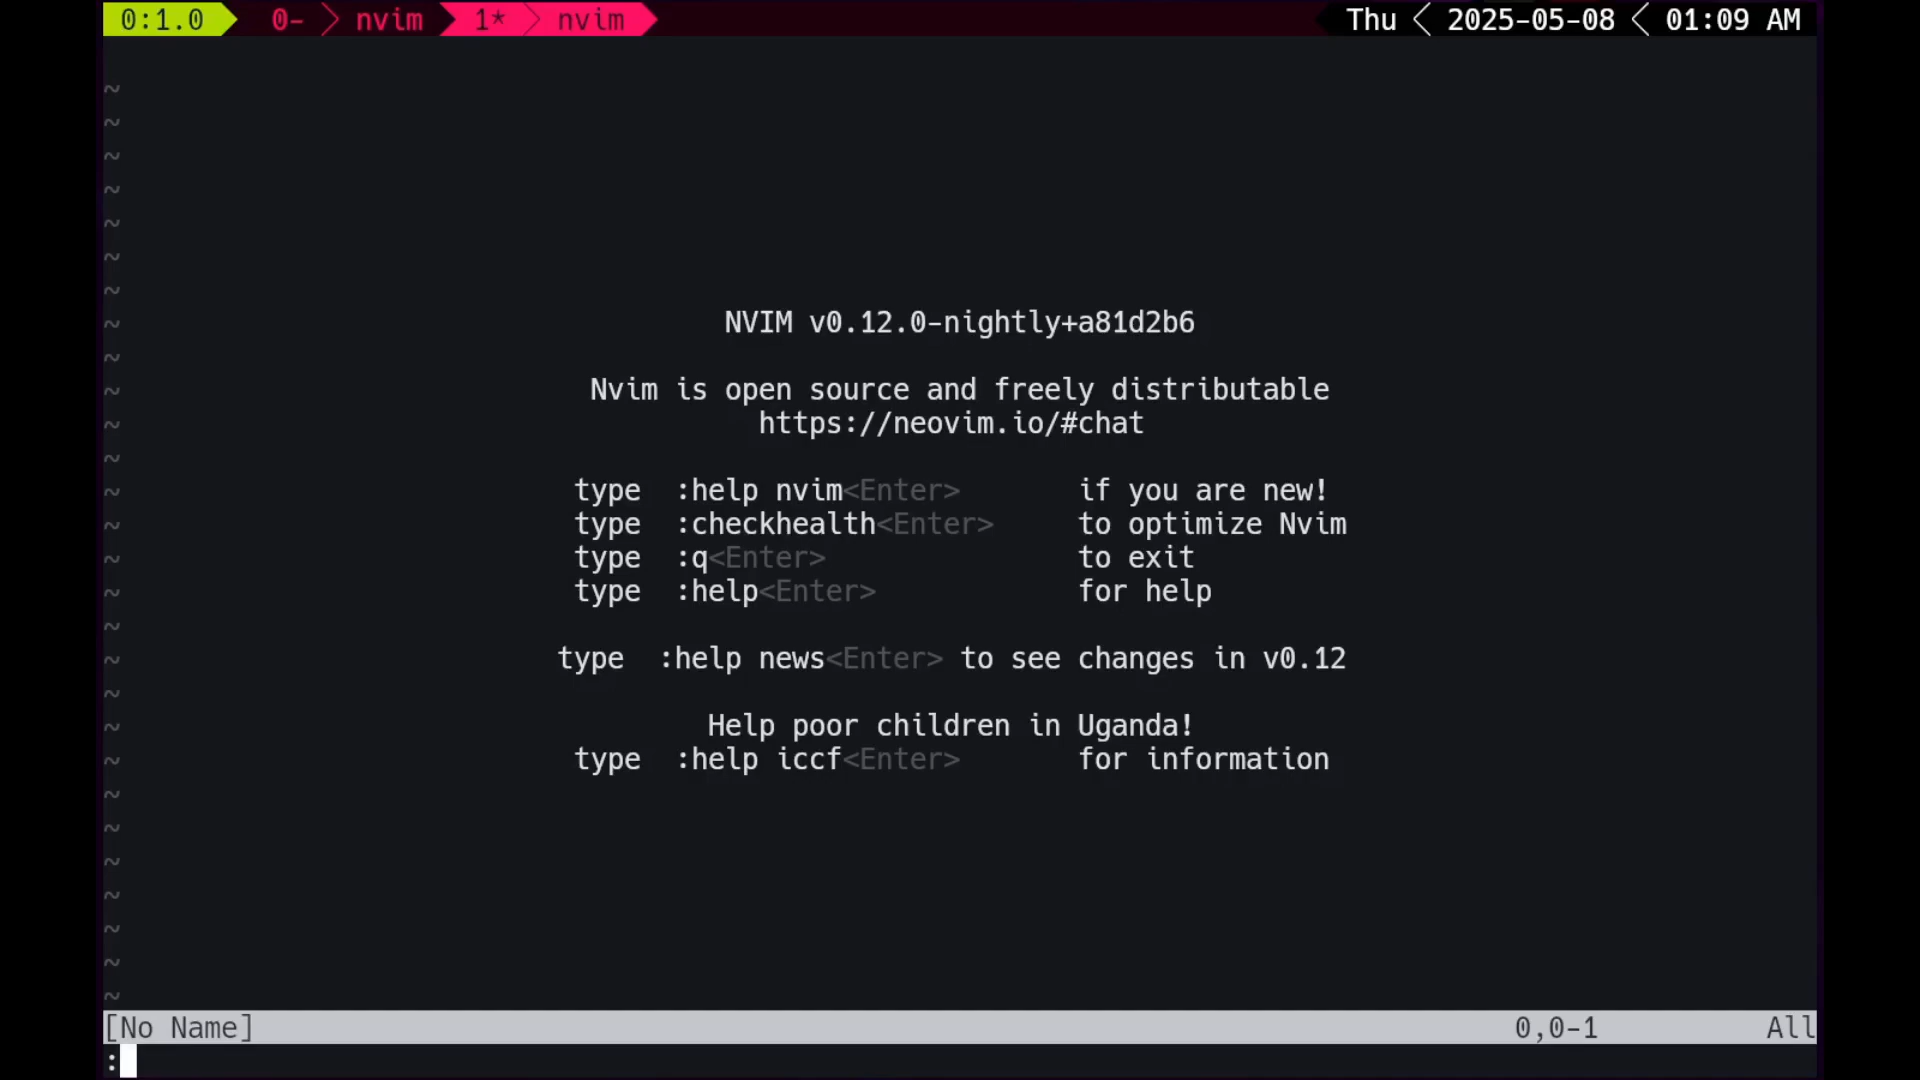 0:1.0 0- nvim 1* nvim Thu 2025-05-08 01:09 AM
~
~
~
~
~
~
~
~ NVIM v0.12.0-nightly+a81d2b6
~
~ Nvim is open source and freely distributable
~ https://neovim.io/#chat
~
~ type :help nvim<Enter> if you are new!
~ type :checkhealth<Enter> to optimize Nvim
~ type :q<Enter> to exit
~ type :help<Enter> for help
~
~ type :help news<Enter> to see changes in v0.12
~
~ Help poor children in Uganda!
~ type :help iccf<Enter> for information
~
~
~
~
~
~
~
[No Name] 0,0-1 All
: